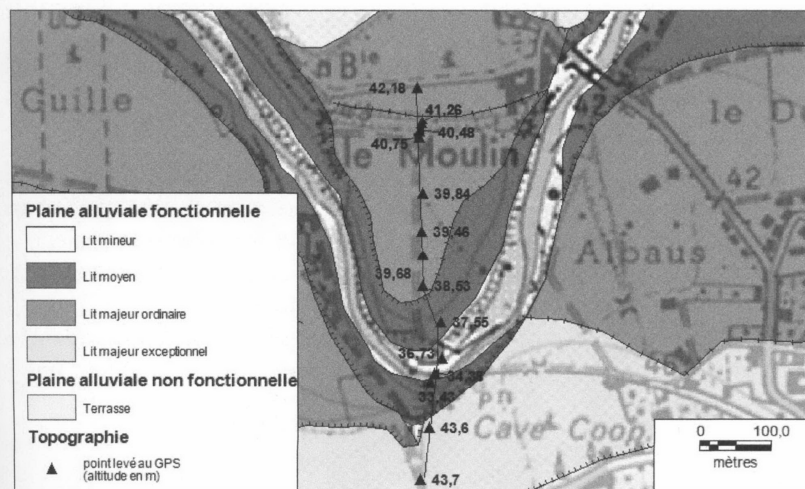 Guille
42,18
41,26
40,48
40,75
le Moulin
42
39,84
42
39,46
Albaus
39,68
38,53
37,55
36,73
33,43
43,6
Cave Coop
43,7
Plaine alluviale fonctionnelle
Lit mineur
Lit moyen
Lit majeur ordinaire
Lit majeur exceptionnel
Plaine alluviale non fonctionnelle
Terrasse
Topographie
point levé au GPS
(altitude en m)
0 100,0
mètres